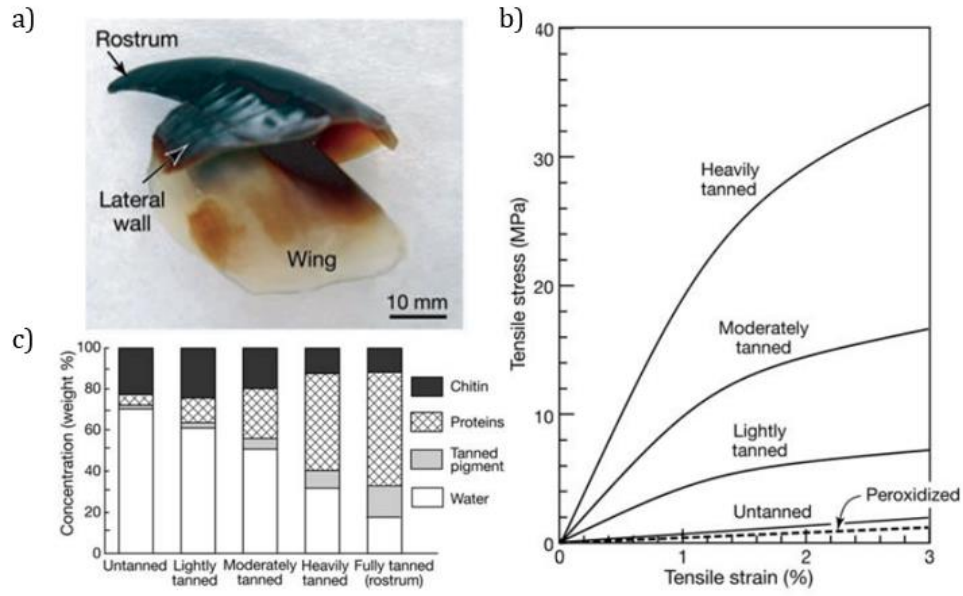 a)
Rostrum
Lateral
wall
Wing
10 mm
b)
40
30
20
10
0
Tensile stress (MPa)
Heavily
tanned
Moderately
tanned
Lightly
tanned
Untanned
Peroxidized
0
1
2
3
Tensile strain (%)
c)
100
80
60
40
20
0
Concentration (weight %)
Chitin
Proteins
Tanned
pigment
Water
Untanned
Lightly
tanned
Moderately
tanned
Heavily
tanned
Fully tanned
(rostrum)